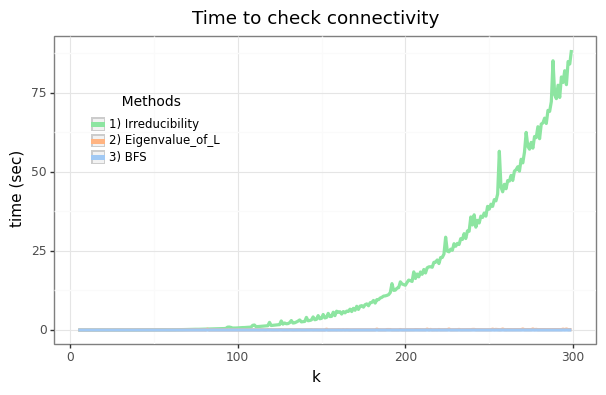 Time to check connectivity
time (sec)
75
50
25
0
Methods
1) Irreducibility
2) Eigenvalue_of_L
3) BFS
0
100
200
300
k